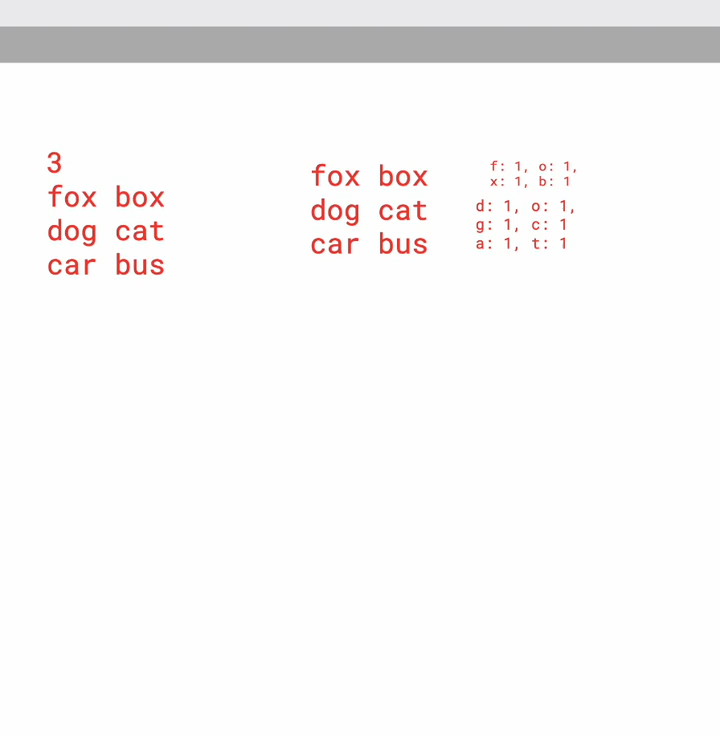 3
fox box
dog cat
car bus
fox box
dog cat
car bus
f: 1, o: 1,
x: 1, b: 1
d: 1, o: 1,
g: 1, c: 1
a: 1, t: 1